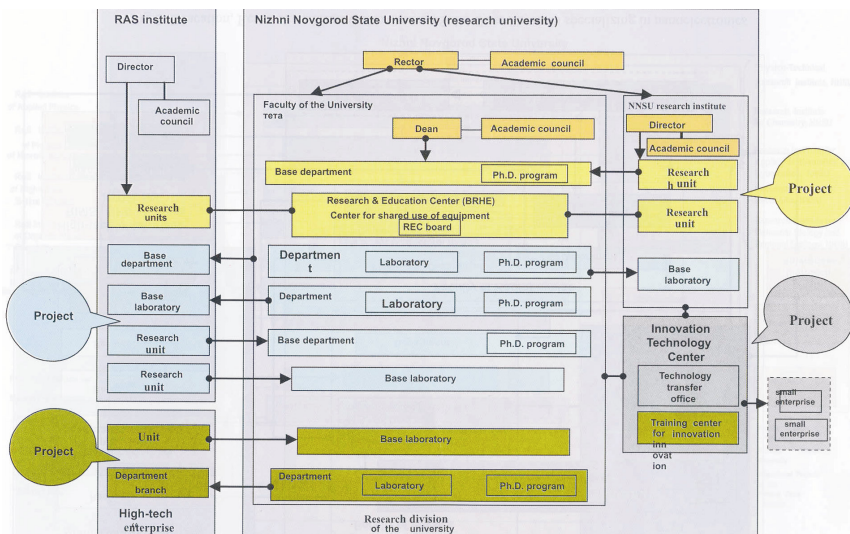 RAS institute
Nizhni Novgorod State University (research university)
Director
Academic
council
Rector
Academic council
Faculty of the University
тета
NNSU research institute
Dean
Academic council
Director
Academic council
Base department
Ph.D. program
Research
h unit
Project
Research
units
Research & Education Center (BRHE)
Center for shared use of equipment
REC board
Research
unit
Base
department
Departmen
t
Laboratory
Ph.D. program
Base
laboratory
Project
Base
laboratory
Department
Laboratory
Ph.D. program
Project
Research
unit
Base department
Ph.D. program
Innovation
Technology
Center
Research
unit
Base laboratory
Technology
transfer
office
small
enterprise
small
enterprise
Project
Unit
Base laboratory
Training center
for innovation
inn
ovat
ion
Department
branch
Department
Laboratory
Ph.D. program
High-tech
enterprise
Research division
of the university